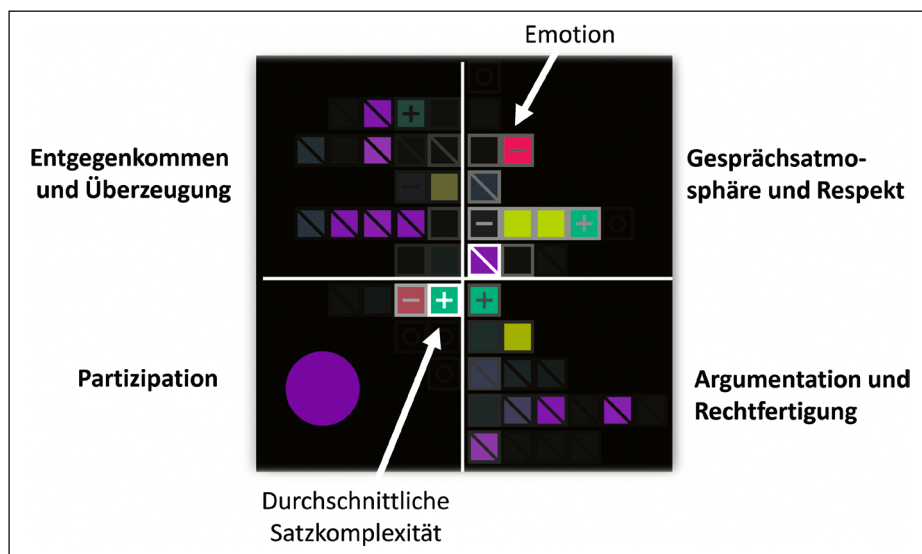 Emotion
Entgegenkommen
und Überzeugung
Gesprächsatmo-
sphäre und Respekt
Partizipation
Argumentation und
Rechtfertigung
Durchschnittliche
Satzkomplexität